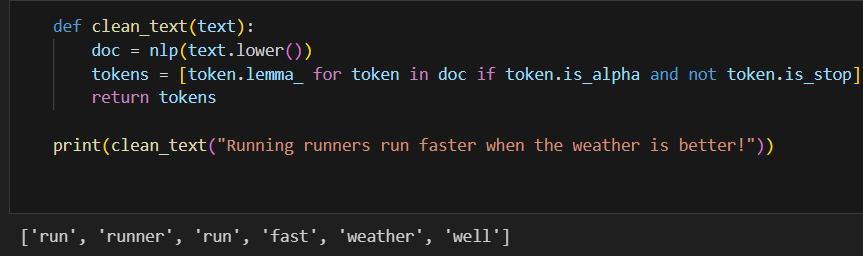 def clean_text(text):
    doc = nlp(text.lower())
    tokens = [token.lemma_ for token in doc if token.is_alpha and not token.is_stop]
    return tokens
print(clean_text("Running runners run faster when the weather is better!"))
['run', 'runner', 'run', 'fast', 'weather', 'well']